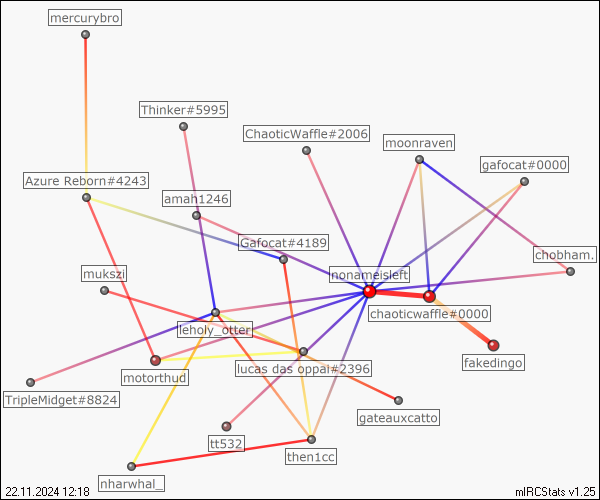 mercurybro
Thinker#5995
ChaoticWaffle#2006
moonraven
gafocat#0000
Azure Reborn#4243
amah1246
Gafocat#4189
chobham.
mukszi
nonameisleft
chaoticwaffle#0000
leholy_otter
lucas das oppai#2396
fakedingo
motorthud
TripleMidget#8824
gateauxcatto
tt532
then1cc
nharwhal_
22.11.2024 12:18
mIRCStats v1.25